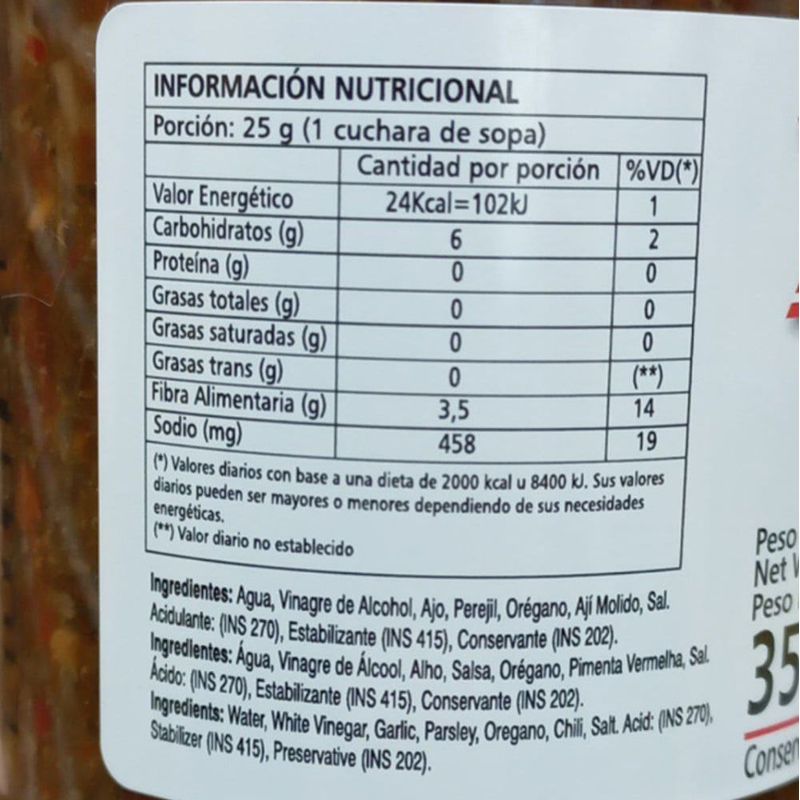 INFORMACIÓN NUTRICIONAL
Porción: 25 g (1 cuchara de sopa)
Cantidad por porción %VD(*)
Valor Energético 24Kcal=102kJ 1
Carbohidratos (g) 6 2
Proteína (g) 0 0
Grasas totales (g) 0 0
Grasas saturadas (g) 0 0
Grasas trans (g) 0 (**)
Fibra Alimentaria (g) 3,5 14
Sodio (mg) 458 19
(*) Valores diarios con base a una dieta de 2000 kcal u 8400 kJ. Sus valores
diarios pueden ser mayores o menores dependiendo de sus necesidades
energéticas.
(**) Valor diario no establecido
Ingredientes: Agua, Vinagre de Alcohol, Ajo, Perejil, Orégano, Ají Molido, Sal.
Acidulante: (INS 270), Estabilizante (INS 415), Conservante (INS 202).
Ingredientes: Água, Vinagre de Álcool, Alho, Salsa, Orégano, Pimenta Vermelha, Sal.
Ácido: (INS 270), Estabilizante (INS 415), Conservante (INS 202).
Ingredients: Water, White Vinegar, Garlic, Parsley, Oregano, Chili, Salt. Acid: (INS 270),
Stabilizer (INS 415), Preservative (INS 202).
Peso
Net
Peso
35